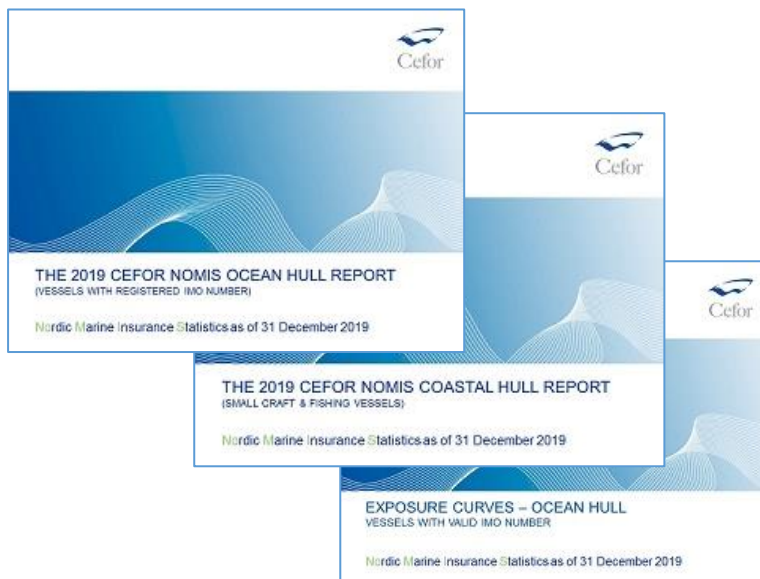 Cefor
THE 2019 CEFOR NOMIS OCEAN HULL REPORT
(VESSELS WITH REGISTERED IMO NUMBER)
Nordic Marine Insurance Statistics as of 31 December 2019
Cefor
THE 2019 CEFOR NOMIS COASTAL HULL REPORT
(SMALL CRAFT & FISHING VESSELS)
Nordic Marine Insurance Statistics as of 31 December 2019
Cefor
EXPOSURE CURVES – OCEAN HULL
VESSELS WITH VALID IMO NUMBER
Nordic Marine Insurance Statistics as of 31 December 2019